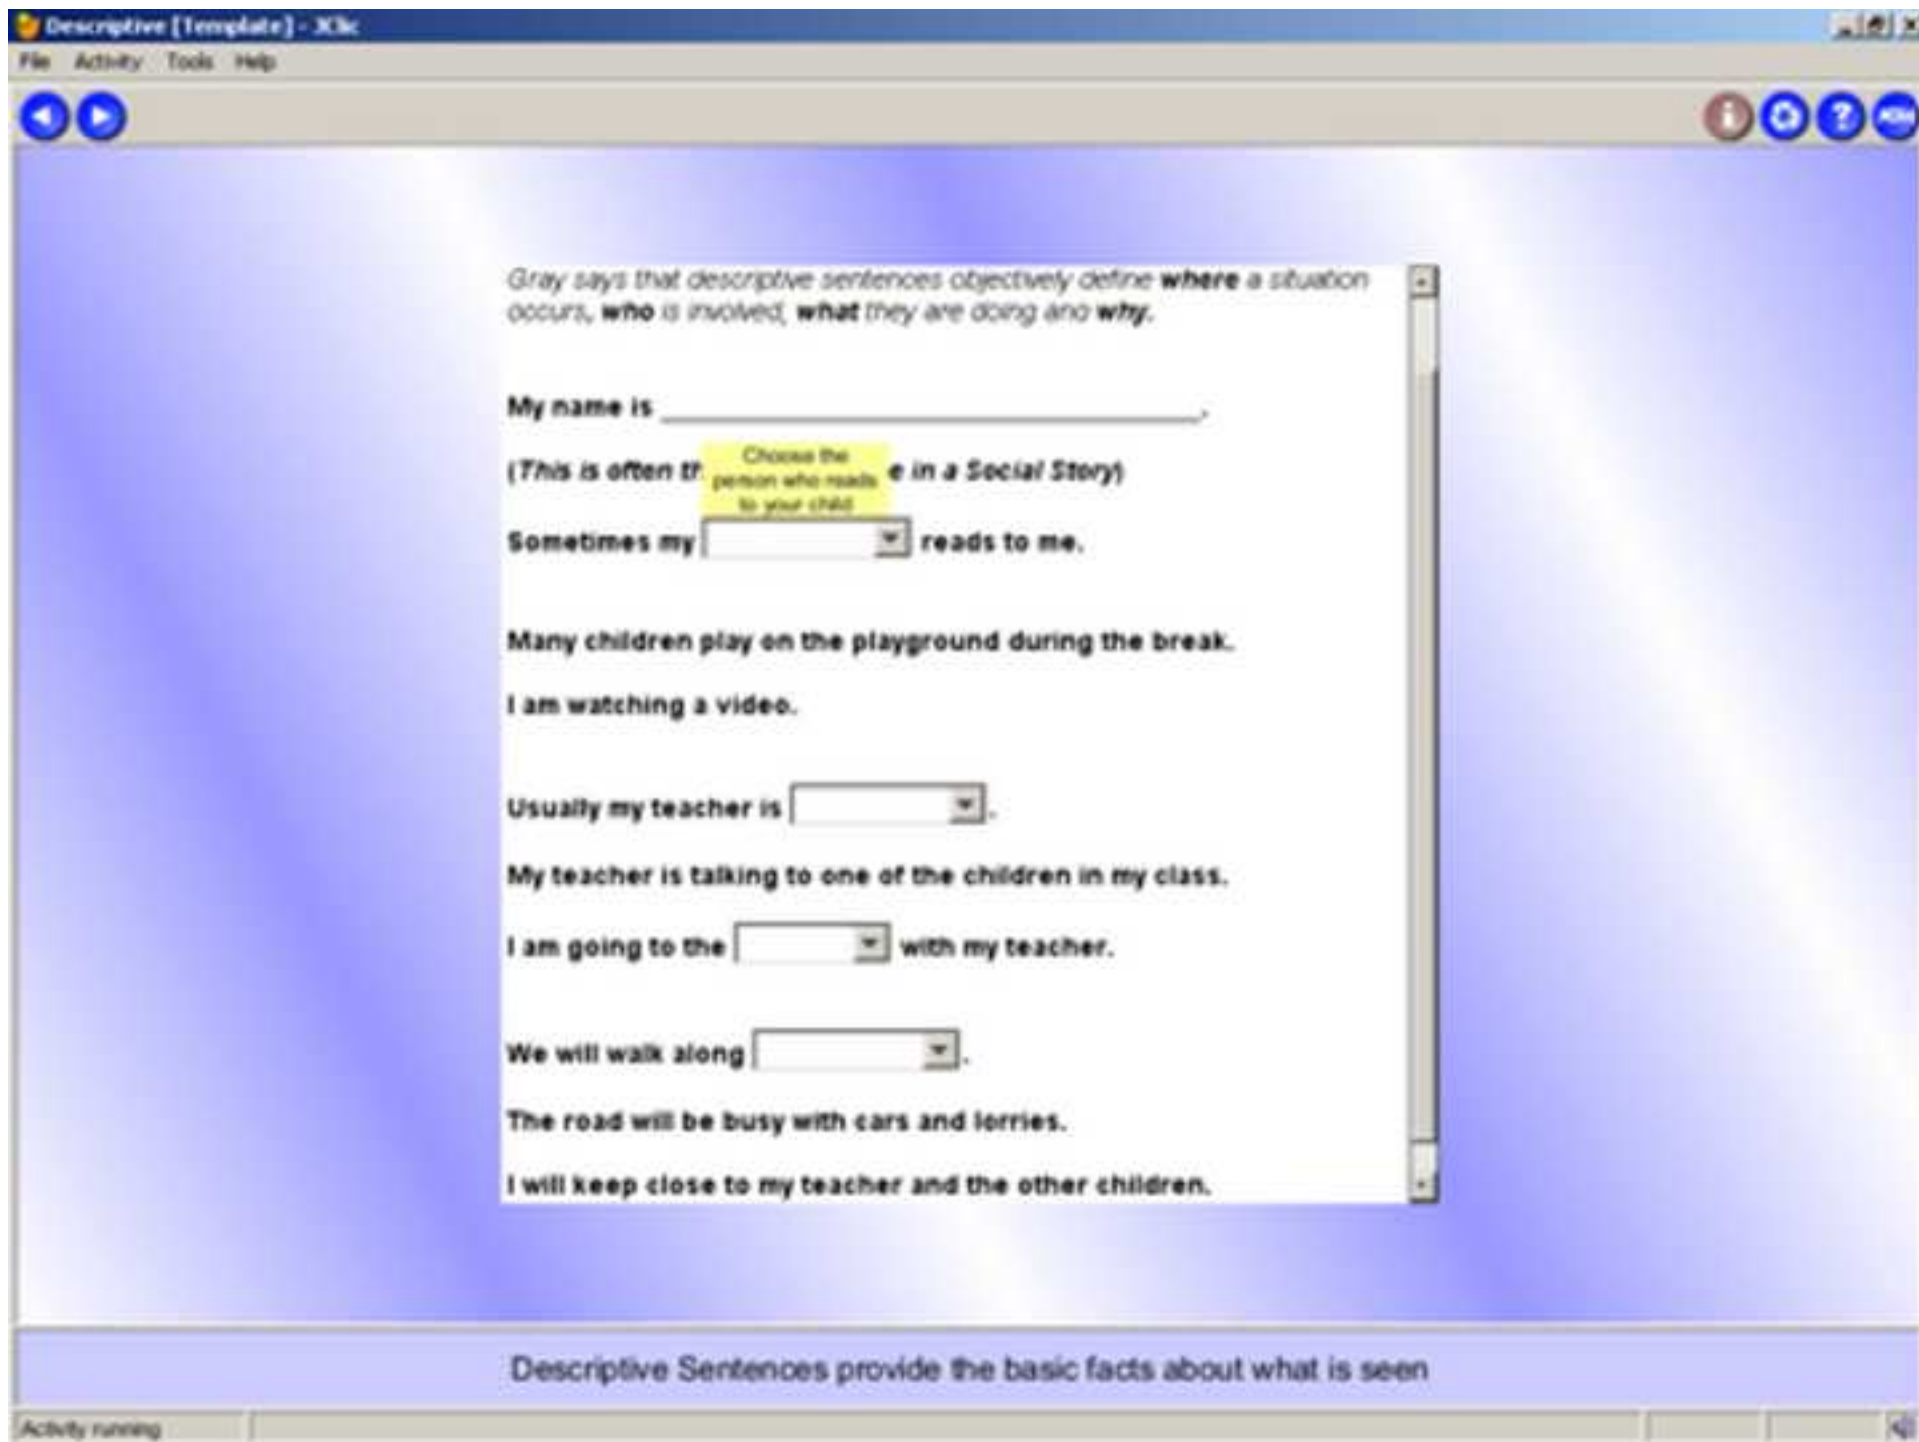 Descriptive [Template] - JClic
File Activity Tools Help
Gray says that descriptive sentences objectively define where a situation
occurs, who is involved, what they are doing and why.
My name is ______________________________.
(This is often th
Choose the
person who reads
to your child
e in a Social Story)
Sometimes my reads to me.
Many children play on the playground during the break.
I am watching a video.
Usually my teacher is .
My teacher is talking to one of the children in my class.
I am going to the with my teacher.
We will walk along .
The road will be busy with cars and lorries.
I will keep close to my teacher and the other children.
Descriptive Sentences provide the basic facts about what is seen
Activity running